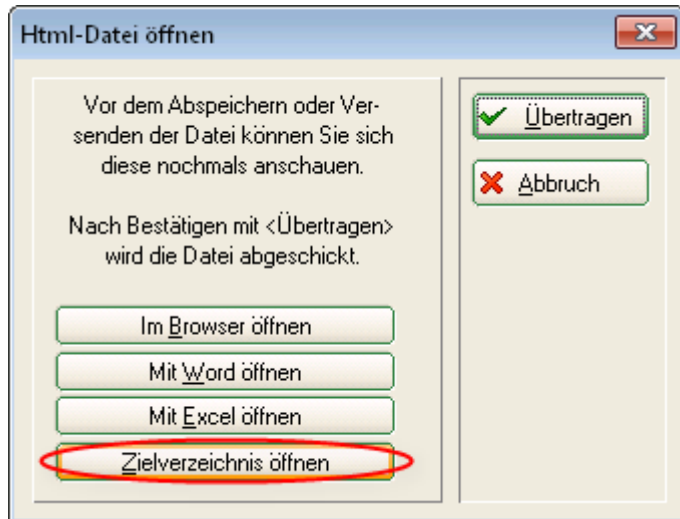 Html-Datei öffnen
Vor dem Abspeichern oder Ver-
senden der Datei können Sie sich
diese nochmals anschauen.
Nach Bestätigen mit <Übertragen>
wird die Datei abgeschickt.
Im Browser öffnen
Mit Word öffnen
Mit Excel öffnen
Zielverzeichnis öffnen
Übertragen
Abbruch